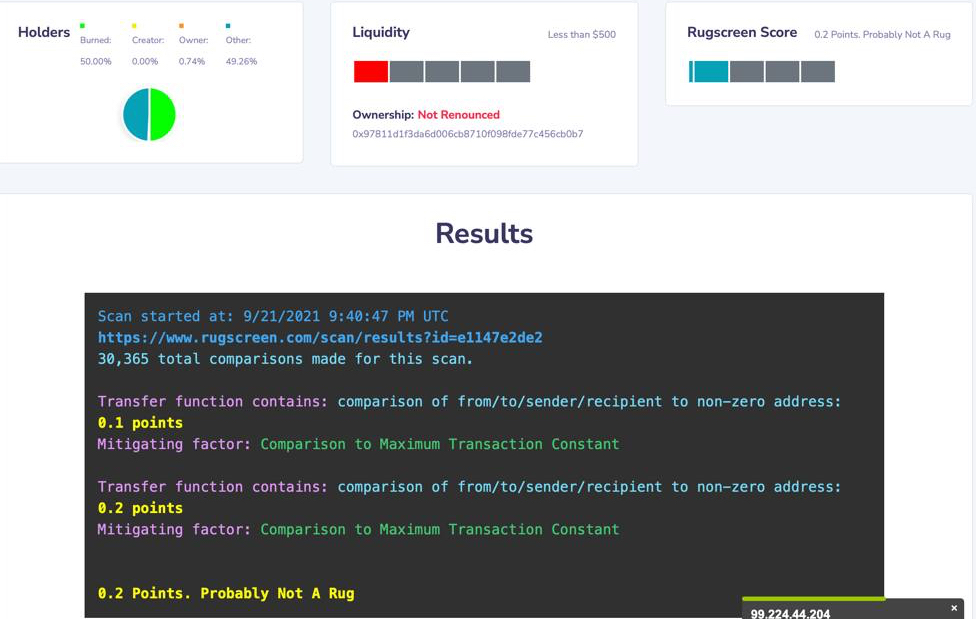 Holders
Burned: Creator: Owner: Other:
50.00% 0.00% 0.74% 49.26%
Liquidity Less than $500
Ownership: Not Renounced
0x97811d1f3da6d006cb8710f098fde77c456cb0b7
Rugscreen Score 0.2 Points. Probably Not A Rug
Results
Scan started at: 9/21/2021 9:40:47 PM UTC
https://www.rugscreen.com/scan/results?id=e1147e2de2
30,365 total comparisons made for this scan.
Transfer function contains: comparison of from/to/sender/recipient to non-zero address:
0.1 points
Mitigating factor: Comparison to Maximum Transaction Constant
Transfer function contains: comparison of from/to/sender/recipient to non-zero address:
0.2 points
Mitigating factor: Comparison to Maximum Transaction Constant
0.2 Points. Probably Not A Rug
99.224.44.204 ×